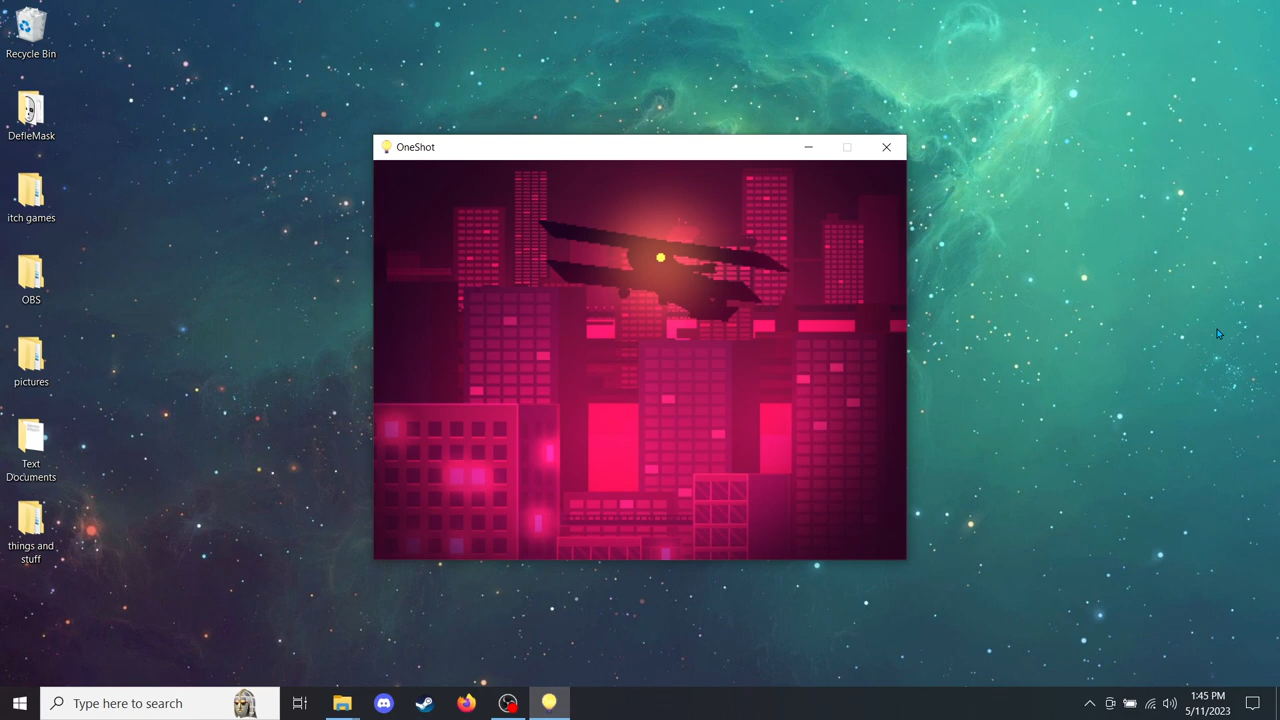 Recycle Bin
DefleMask
itch games
OBS
pictures
Text
Documents
things and
stuff
OneShot
Type here to search
1:45 PM
5/11/2023